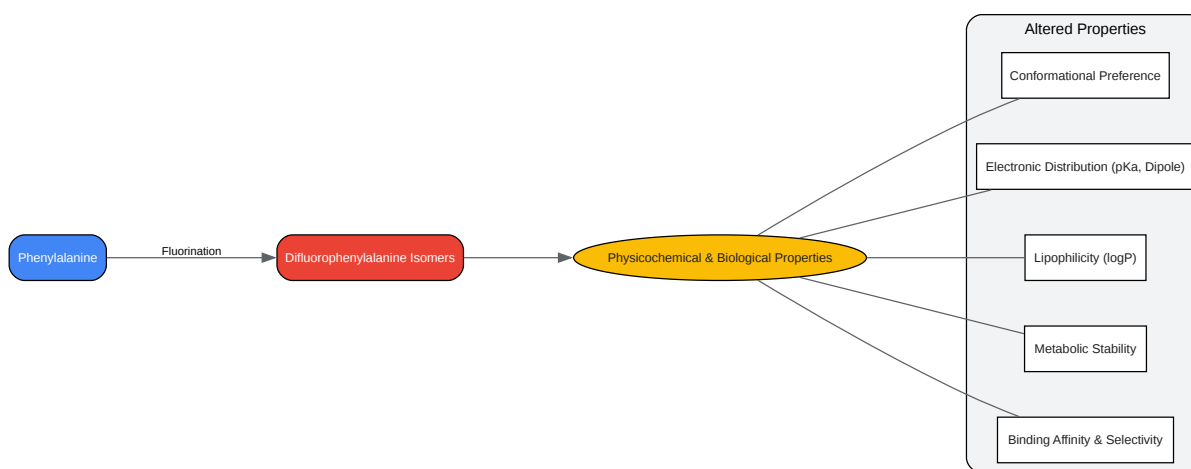 Altered Properties
Conformational Preference
Electronic Distribution (pKa, Dipole)
Phenylalanine
Fluorination
Difluorophenylalanine Isomers
Physicochemical & Biological Properties
Lipophilicity (logP)
Metabolic Stability
Binding Affinity & Selectivity